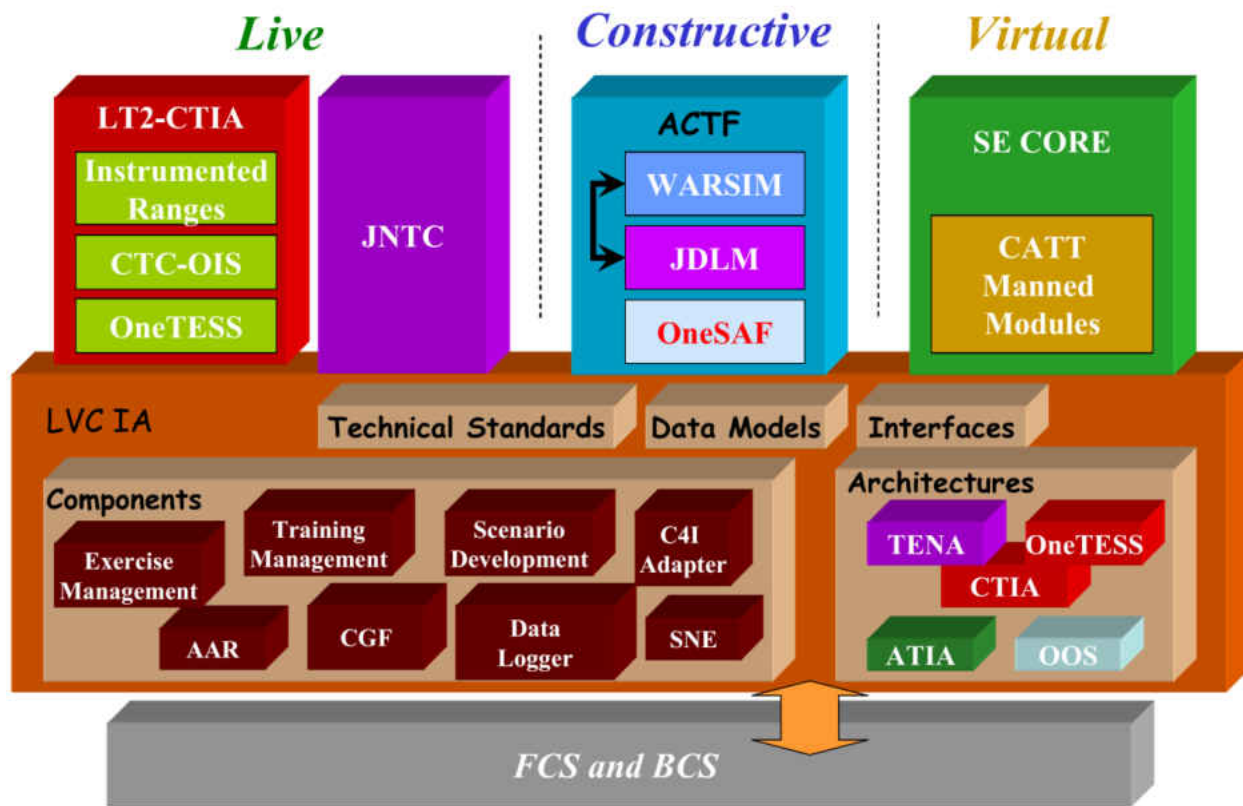 Live
Constructive
Virtual
LT2-CTIA
Instrumented
Ranges
CTC-OIS
OneTESS
JNTC
ACTF
WARSIM
JDLM
OneSAF
SE CORE
CATT
Manned
Modules
LVC IA
Technical Standards
Data Models
Interfaces
Components
Exercise
Management
Training
Management
Scenario
Development
C4I
Adapter
AAR
CGF
Data
Logger
SNE
Architectures
TENA
OneTESS
CTIA
ATIA
OOS
FCS and BCS